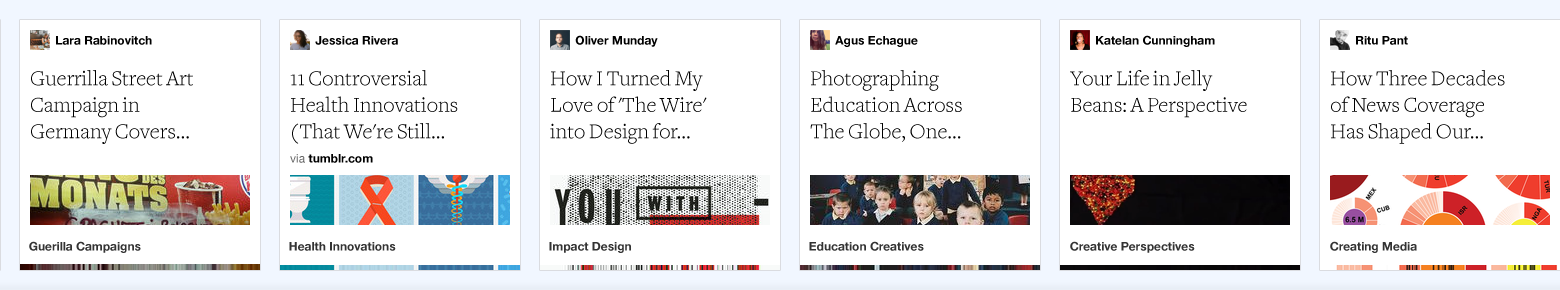 Lara Rabinovitch
Guerrilla Street Art
Campaign in
Germany Covers...
MONATS
Guerilla Campaigns
Jessica Rivera
11 Controversial
Health Innovations
(That We're Still...
via tumblr.com
Health Innovations
Oliver Munday
How I Turned My
Love of 'The Wire'
into Design for...
YOU WITH
Impact Design
Agus Echague
Photographing
Education Across
The Globe, One...
Education Creatives
Katelan Cunningham
Your Life in Jelly
Beans: A Perspective
Creative Perspectives
Ritu Pant
How Three Decades
of News Coverage
Has Shaped Our...
MEX
CUB
6.5 M
ISR
Creating Media